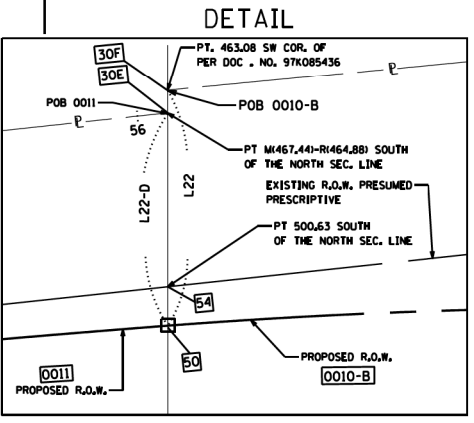 DETAIL
30F
PT. 463.08 SW COR. OF
PER DOC . NO. 97K085436
30E
POB 0011
POB 0010-B
56
PT M(467.44)-R(464.88) SOUTH
OF THE NORTH SEC. LINE
EXISTING R.O.W. PRESUMED
PRESCRIPTIVE
L22-D
L22
PT 500.63 SOUTH
OF THE NORTH SEC. LINE
54
50
0011
PROPOSED R.O.W.
PROPOSED R.O.W.
0010-B